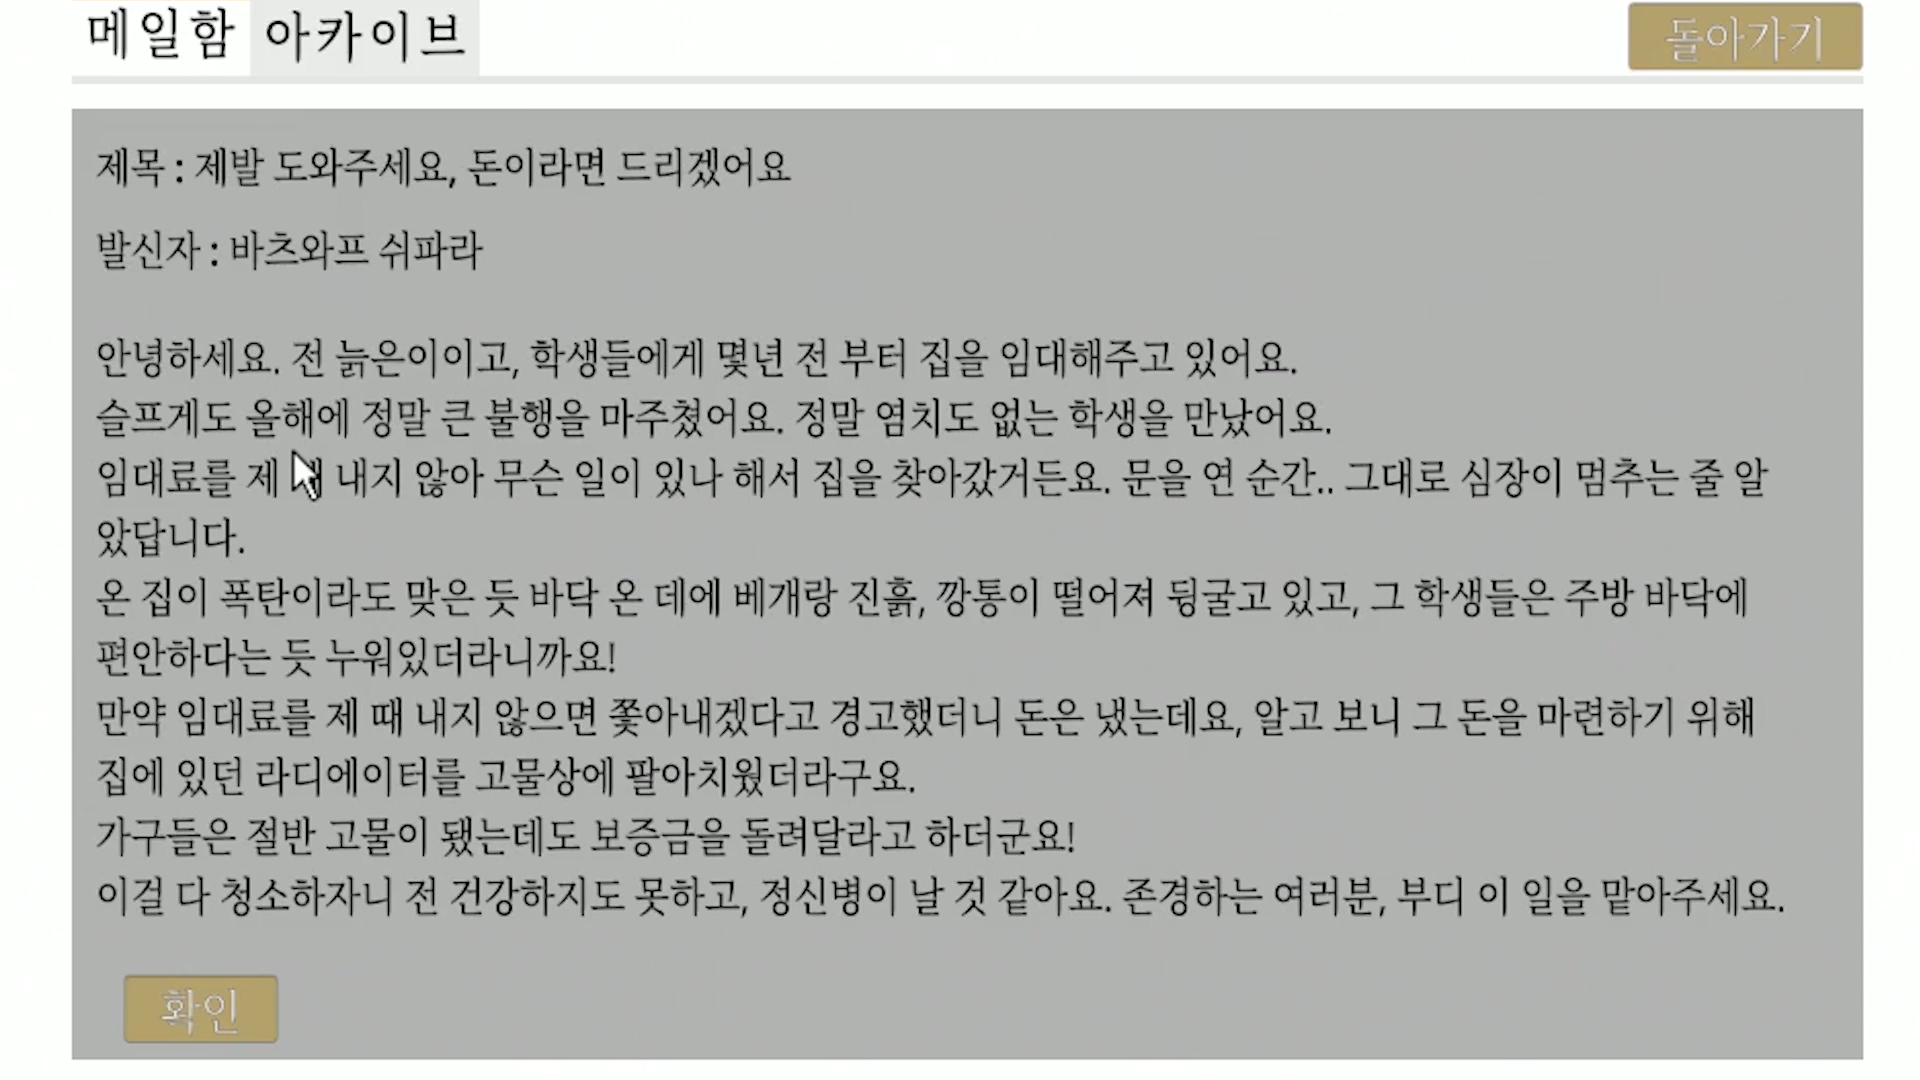 메일함 아카이브
돌아가기
제목 : 제발 도와주세요, 돈이라면 드리겠어요
발신자 : 바츠와프 쉬파라
안녕하세요. 전 늙은이이고, 학생들에게 몇년 전 부터 집을 임대해주고 있어요.
슬프게도 올해에 정말 큰 불행을 마주쳤어요. 정말 염치도 없는 학생을 만났어요.
임대료를 제 내지 않아 무슨 일이 있나 해서 집을 찾아갔거든요. 문을 연 순간.. 그대로 심장이 멈추는 줄 알
았답니다.
온 집이 폭탄이라도 맞은 듯 바닥 온 데에 베개랑 진흙, 깡통이 떨어져 뒹굴고 있고, 그 학생들은 주방 바닥에
편안하다는 듯 누워있더라니까요!
만약 임대료를 제 때 내지 않으면 쫓아내겠다고 경고했더니 돈은 냈는데요, 알고 보니 그 돈을 마련하기 위해
집에 있던 라디에이터를 고물상에 팔아치웠더라구요.
가구들은 절반 고물이 됐는데도 보증금을 돌려달라고 하더군요!
이걸 다 청소하자니 전 건강하지도 못하고, 정신병이 날 것 같아요. 존경하는 여러분, 부디 이 일을 맡아주세요.
확인